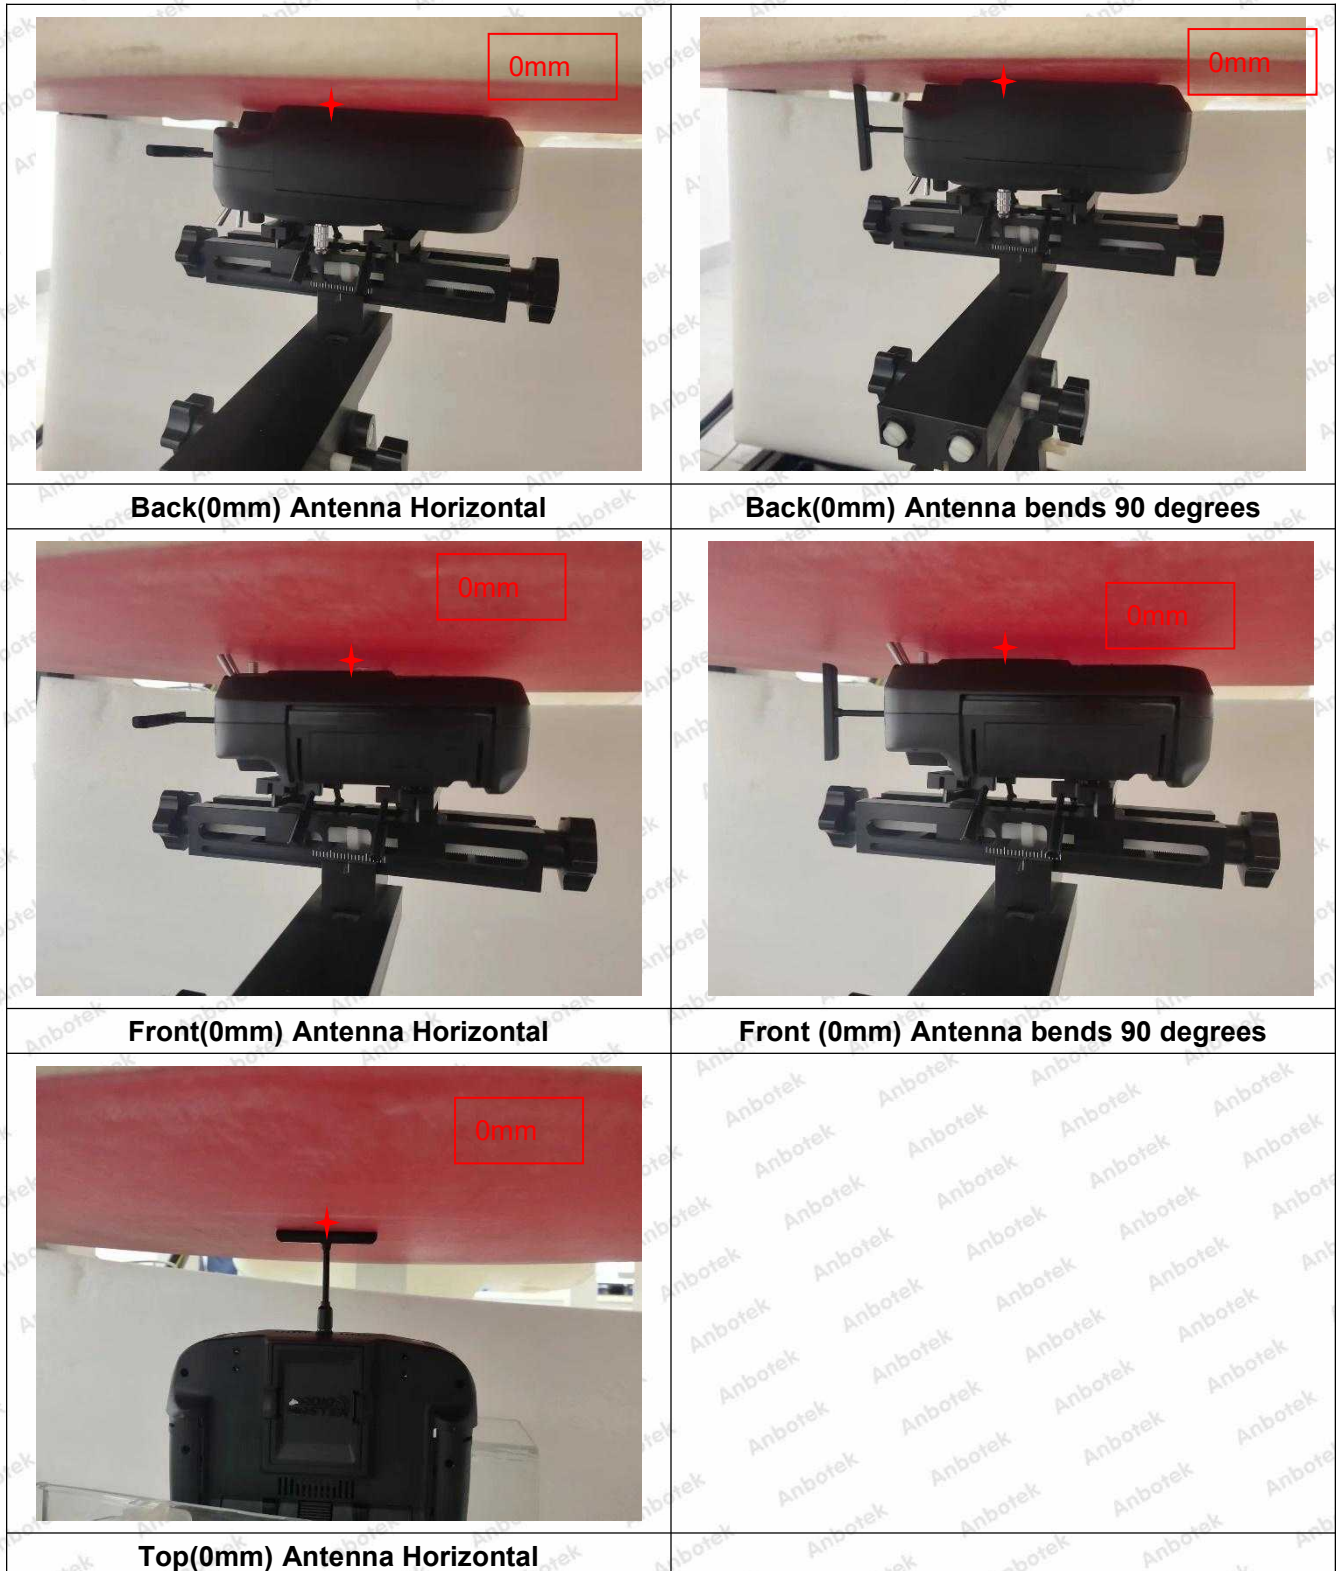 0mm
0mm
Back(0mm) Antenna Horizontal
Back(0mm) Antenna bends 90 degrees
0mm
0mm
Front(0mm) Antenna Horizontal
Front (0mm) Antenna bends 90 degrees
0mm
Top(0mm) Antenna Horizontal
Anbotek